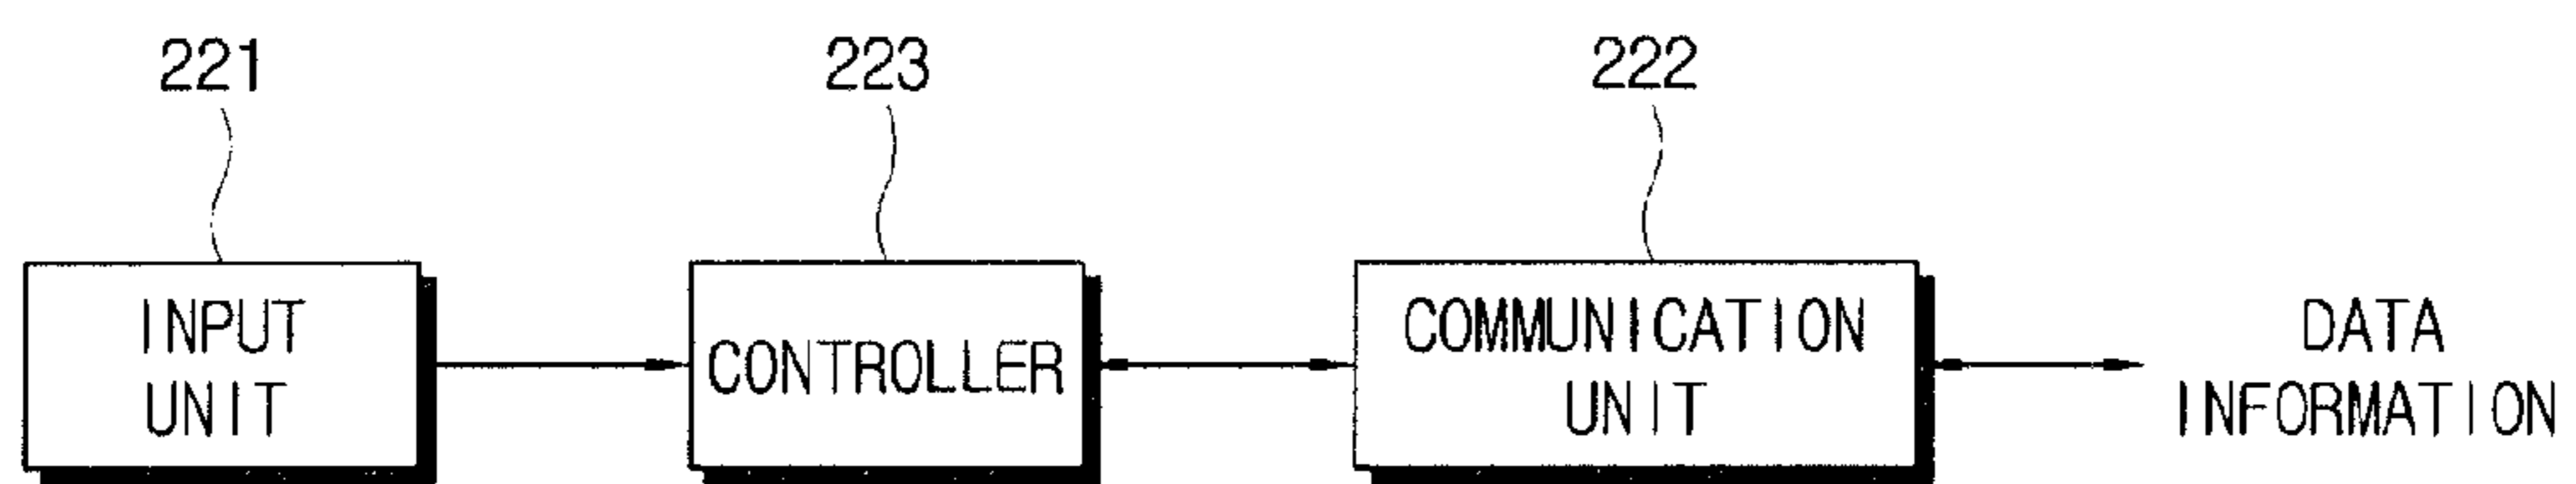 221
223
222
INPUT
UNIT
CONTROLLER
COMMUNICATION
UNIT
DATA
INFORMATION